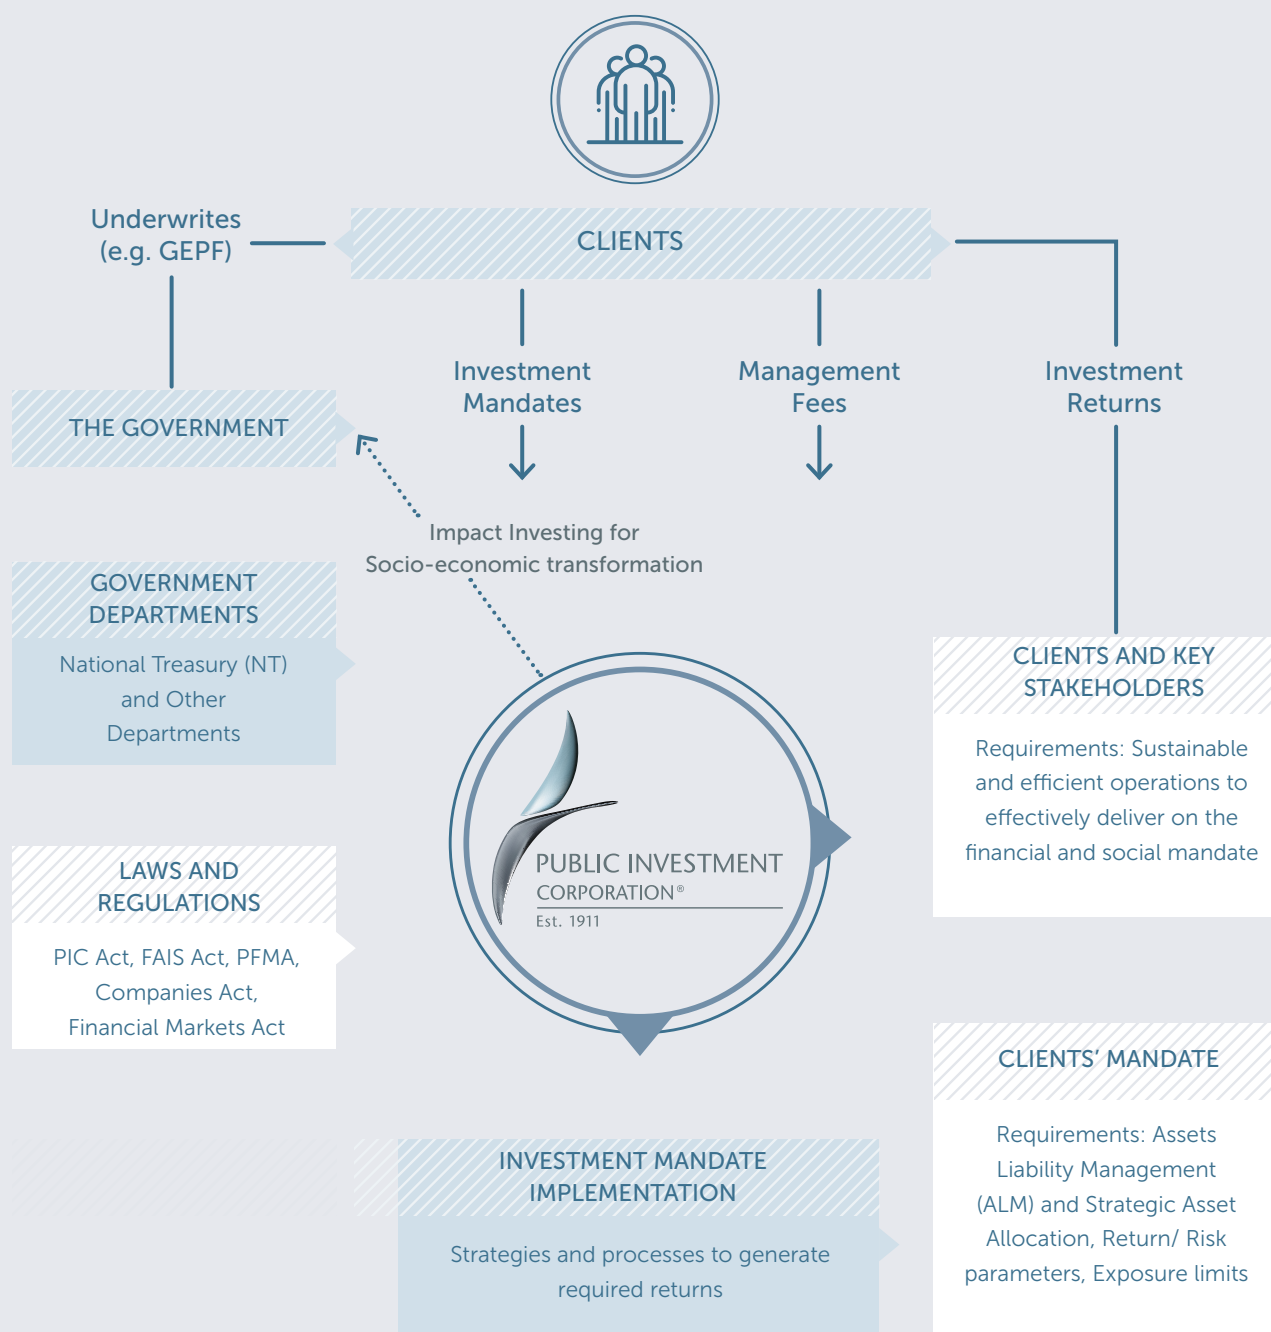 Underwrites
(e.g. GEPF)
CLIENTS
Investment
Mandates
Management
Fees
Investment
Returns
THE GOVERNMENT
Impact Investing for
Socio-economic transformation
GOVERNMENT
DEPARTMENTS
National Treasury (NT)
and Other
Departments
CLIENTS AND KEY
STAKEHOLDERS
Requirements: Sustainable
and efficient operations to
effectively deliver on the
financial and social mandate
PUBLIC INVESTMENT
CORPORATION®
Est. 1911
LAWS AND
REGULATIONS
PIC Act, FAIS Act, PFMA,
Companies Act,
Financial Markets Act
CLIENTS’ MANDATE
Requirements: Assets
Liability Management
(ALM) and Strategic Asset
Allocation, Return/ Risk
parameters, Exposure limits
INVESTMENT MANDATE
IMPLEMENTATION
Strategies and processes to generate
required returns